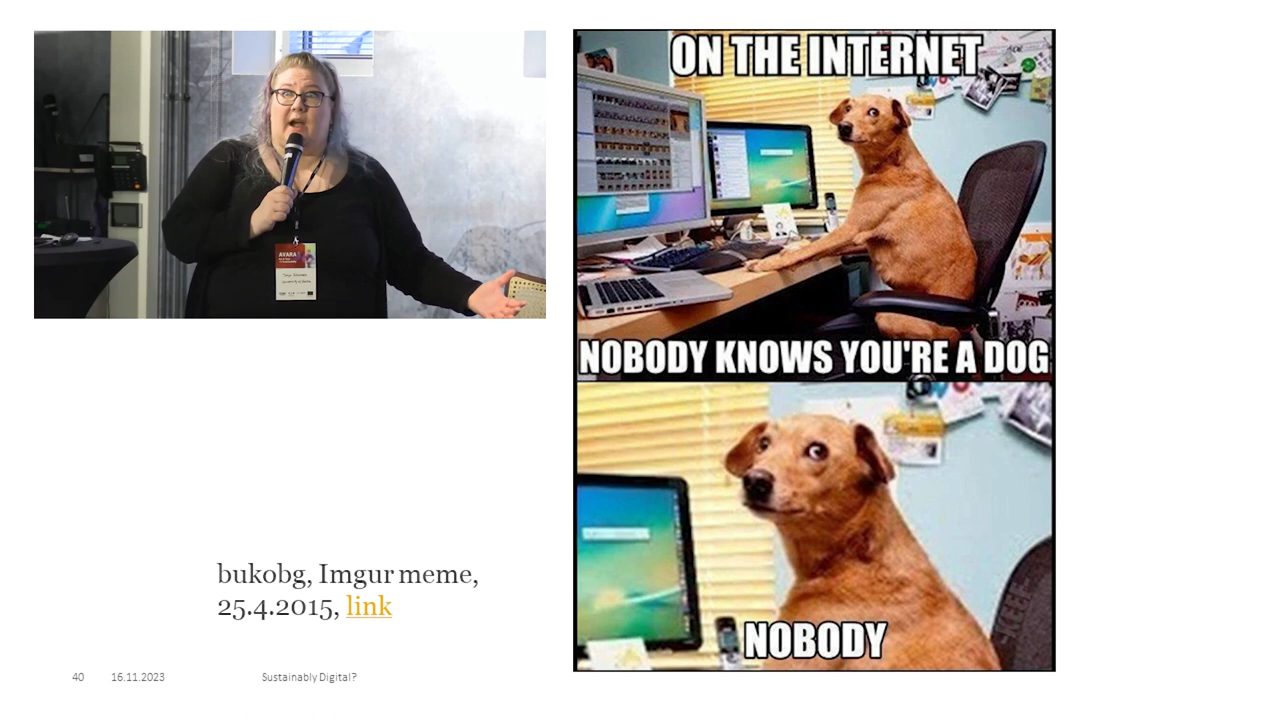 AVARA
ON THE INTERNET
NOBODY KNOWS YOU'RE A DOG
NOBODY
bukobg, Imgur meme,
25.4.2015, link
40 16.11.2023 Sustainably Digital?